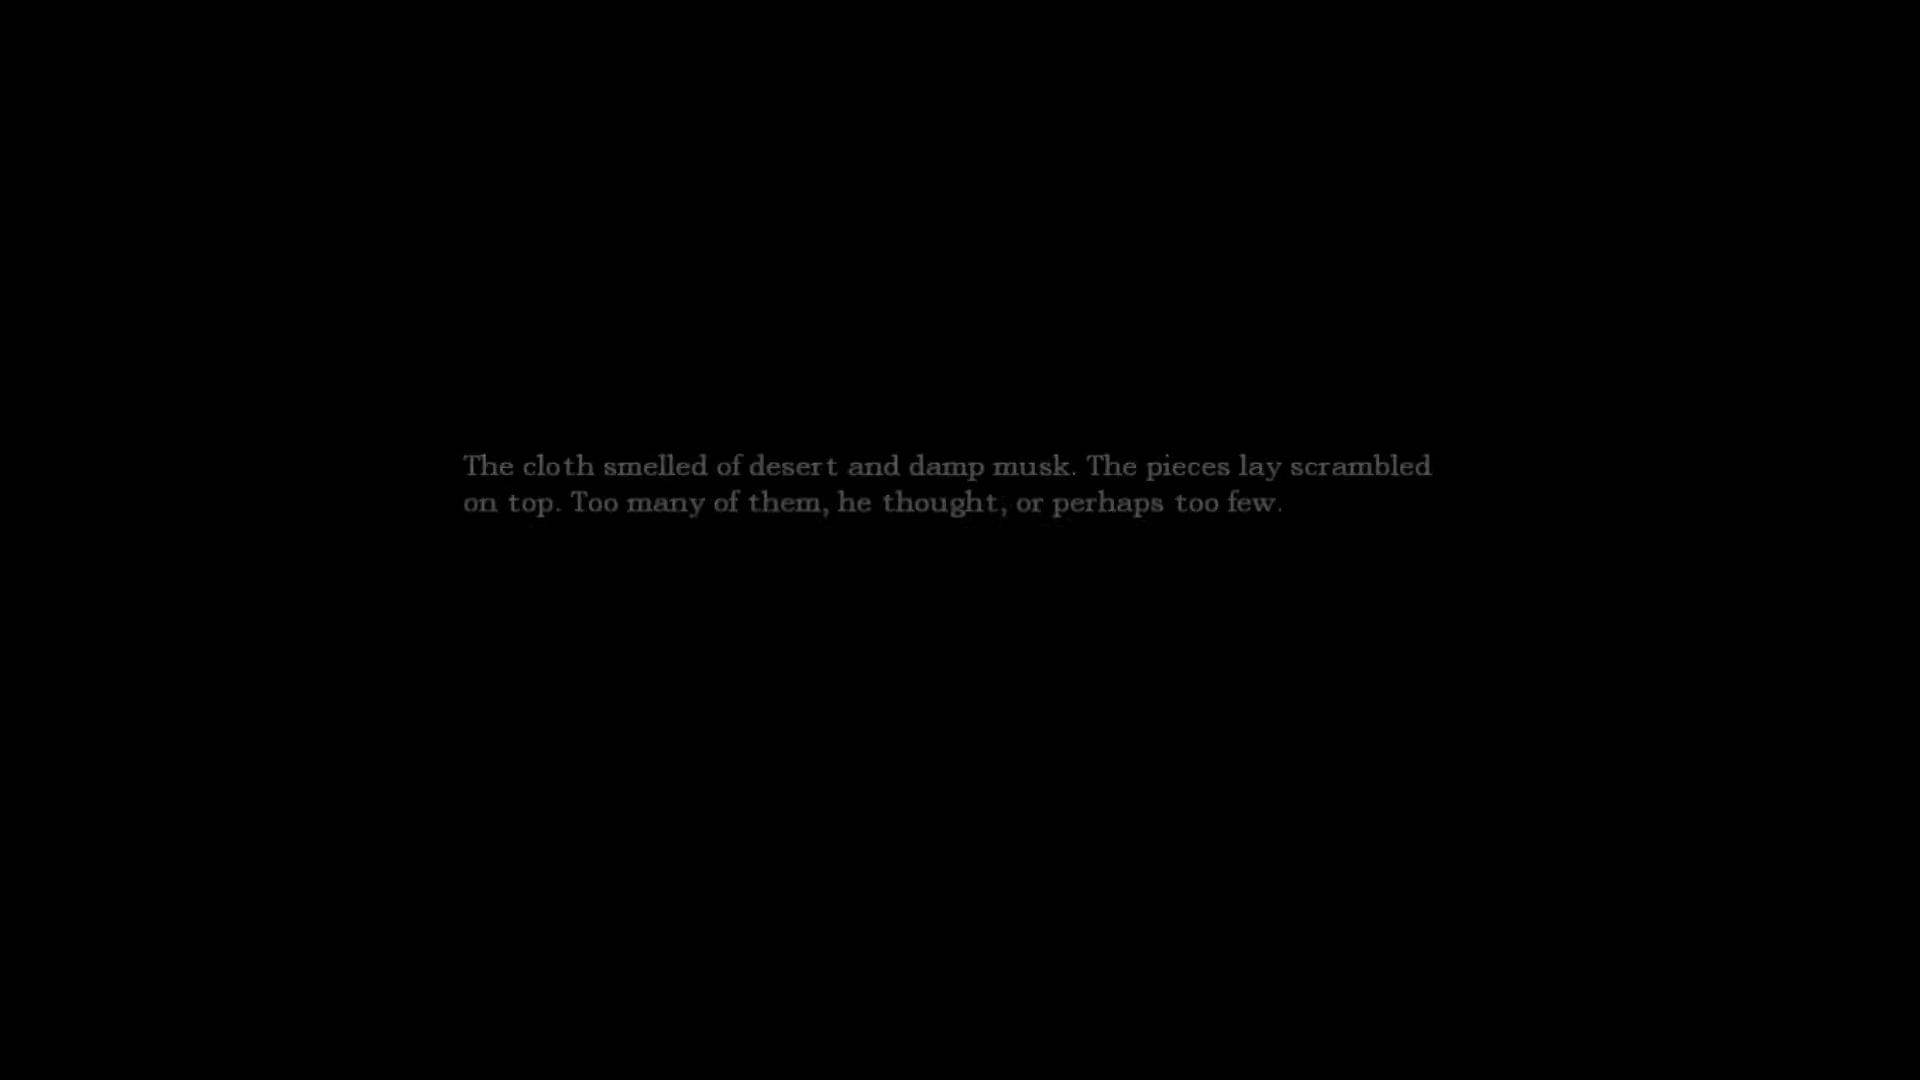 The cloth smelled of desert and damp musk. The pieces lay scrambled
on top. Too many of them, he thought, or perhaps too few.